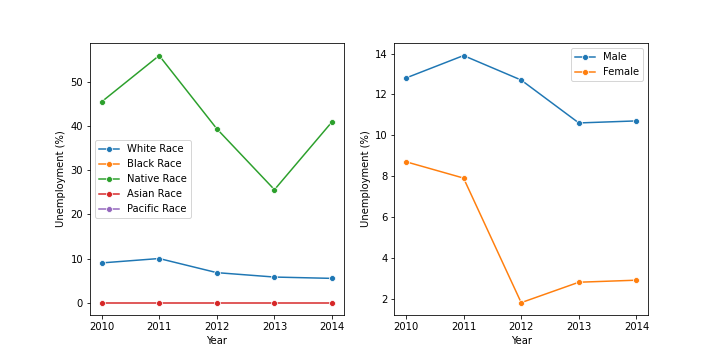 50
40
30
20
10
0
Unemployment (%)
White Race
Black Race
Native Race
Asian Race
Pacific Race
2010 2011 2012 2013 2014
Year
14
12
10
8
6
4
2
Unemployment (%)
Male
Female
2010 2011 2012 2013 2014
Year